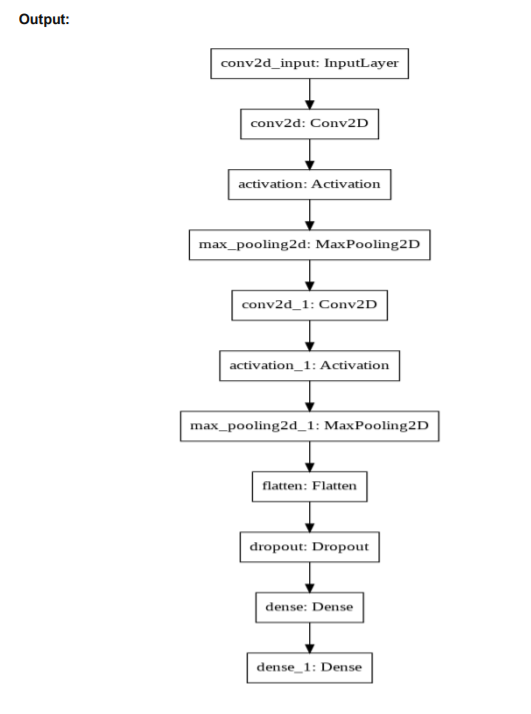 Output:
conv2d_input: InputLayer
conv2d: Conv2D
activation: Activation
max_pooling2d: MaxPooling2D
conv2d_1: Conv2D
activation_1: Activation
max_pooling2d_1: MaxPooling2D
flatten: Flatten
dropout: Dropout
dense: Dense
dense_1: Dense